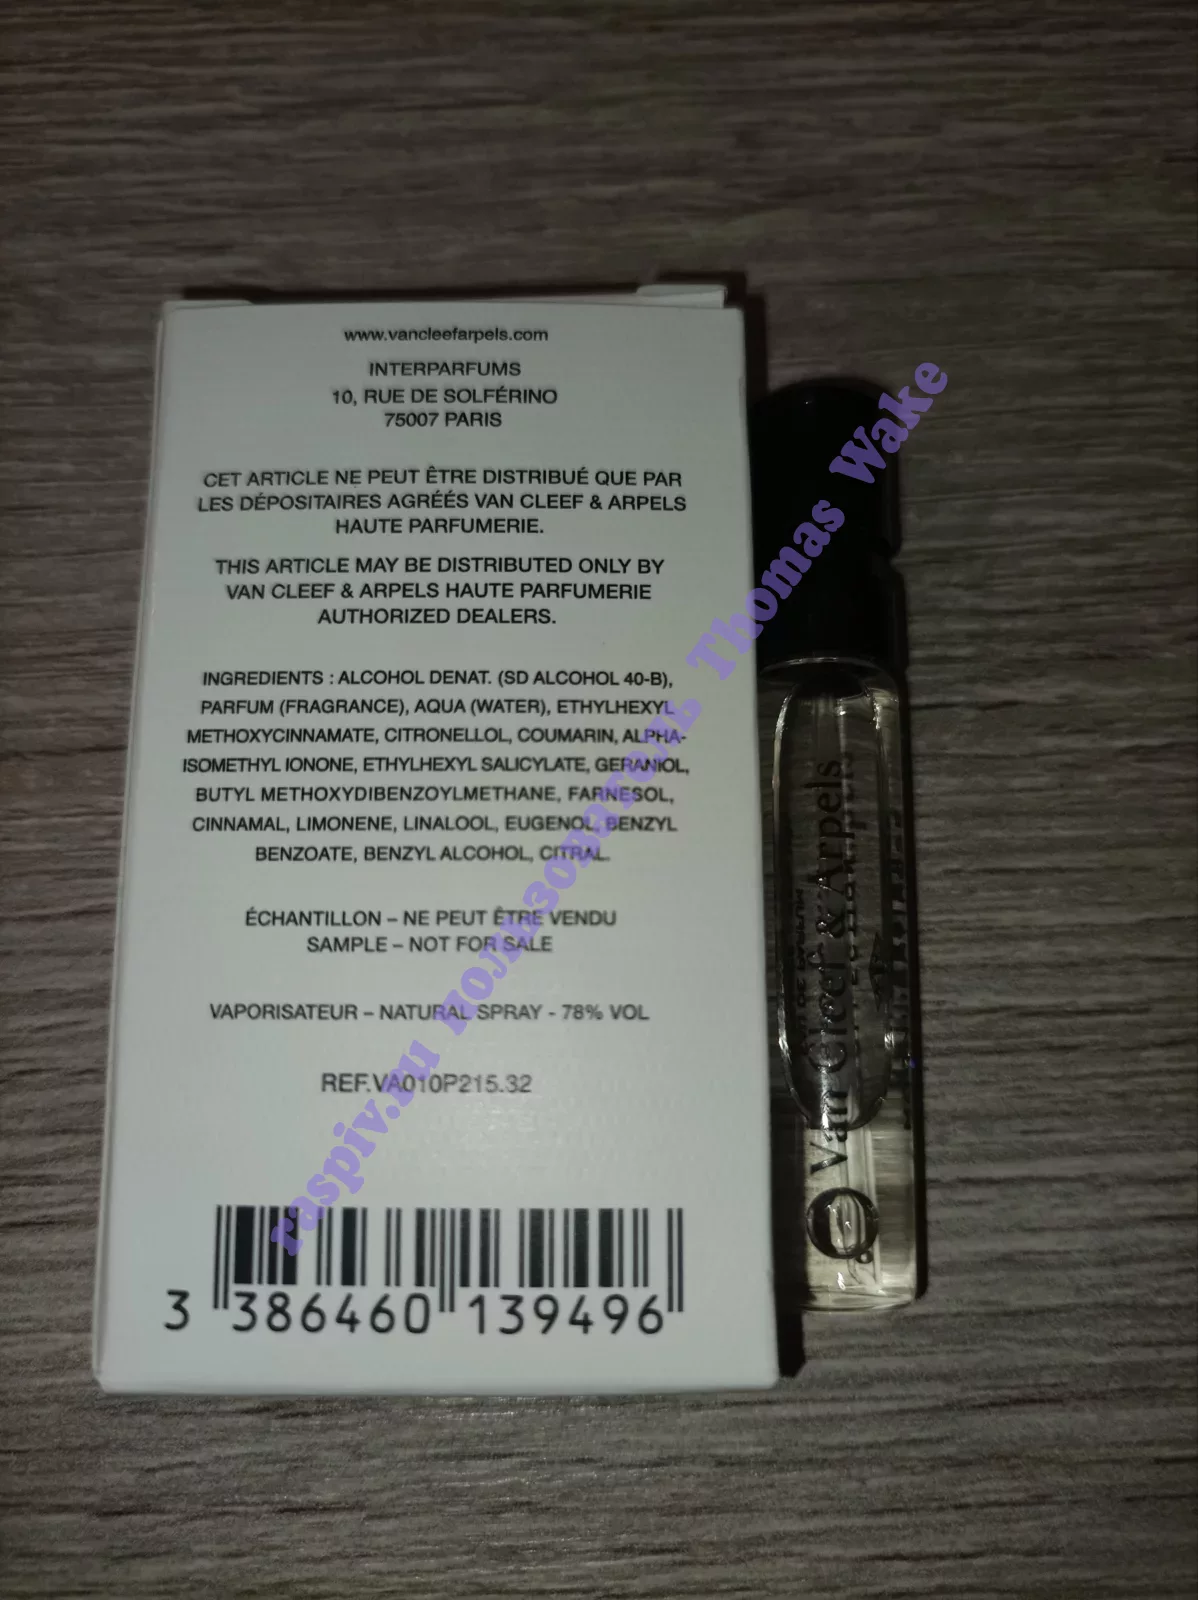 www.vancleefarpels.com
INTERPARFUMS
10, RUE DE SOLFÉRINO
75007 PARIS
CET ARTICLE NE PEUT ÊTRE DISTRIBUÉ QUE PAR
LES DÉPOSITAIRES AGRÉÉS VAN CLEEF & ARPELS
HAUTE PARFUMERIE.
THIS ARTICLE MAY BE DISTRIBUTED ONLY BY
VAN CLEEF & ARPELS HAUTE PARFUMERIE
AUTHORIZED DEALERS.
INGREDIENTS : ALCOHOL DENAT. (SD ALCOHOL 40-B),
PARFUM (FRAGRANCE), AQUA (WATER), ETHYLHEXYL
METHOXYCINNAMATE, CITRONELLOL, COUMARIN, ALPHA-
ISOMETHYL IONONE, ETHYLHEXYL SALICYLATE, GERANIOL,
BUTYL METHOXYDIBENZOYLMETHANE, FARNESOL,
CINNAMAL, LIMONENE, LINALOOL, EUGENOL, BENZYL
BENZOATE, BENZYL ALCOHOL, CITRAL.
ÉCHANTILLON – NE PEUT ÊTRE VENDU
SAMPLE – NOT FOR SALE
VAPORISATEUR – NATURAL SPRAY - 78% VOL
REF.VA010P215.32
3 386460 139496
Van Cleef & Arpels
raspiv.ru пользователь Thomas Wake